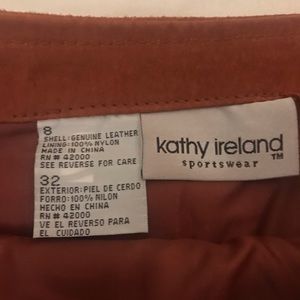 8
SHELL:GENUINE LEATHER
LINING:100% NYLON
MADE IN CHINA
RN# 42000
SEE REVERSE FOR CARE
32
EXTERIOR:PIEL DE CERDO
FORRO:100% NILON
HECHO EN CHINA
RN# 42000
VE EL REVERSO PARA
EL CUIDADO
kathy ireland
TM
sportswear